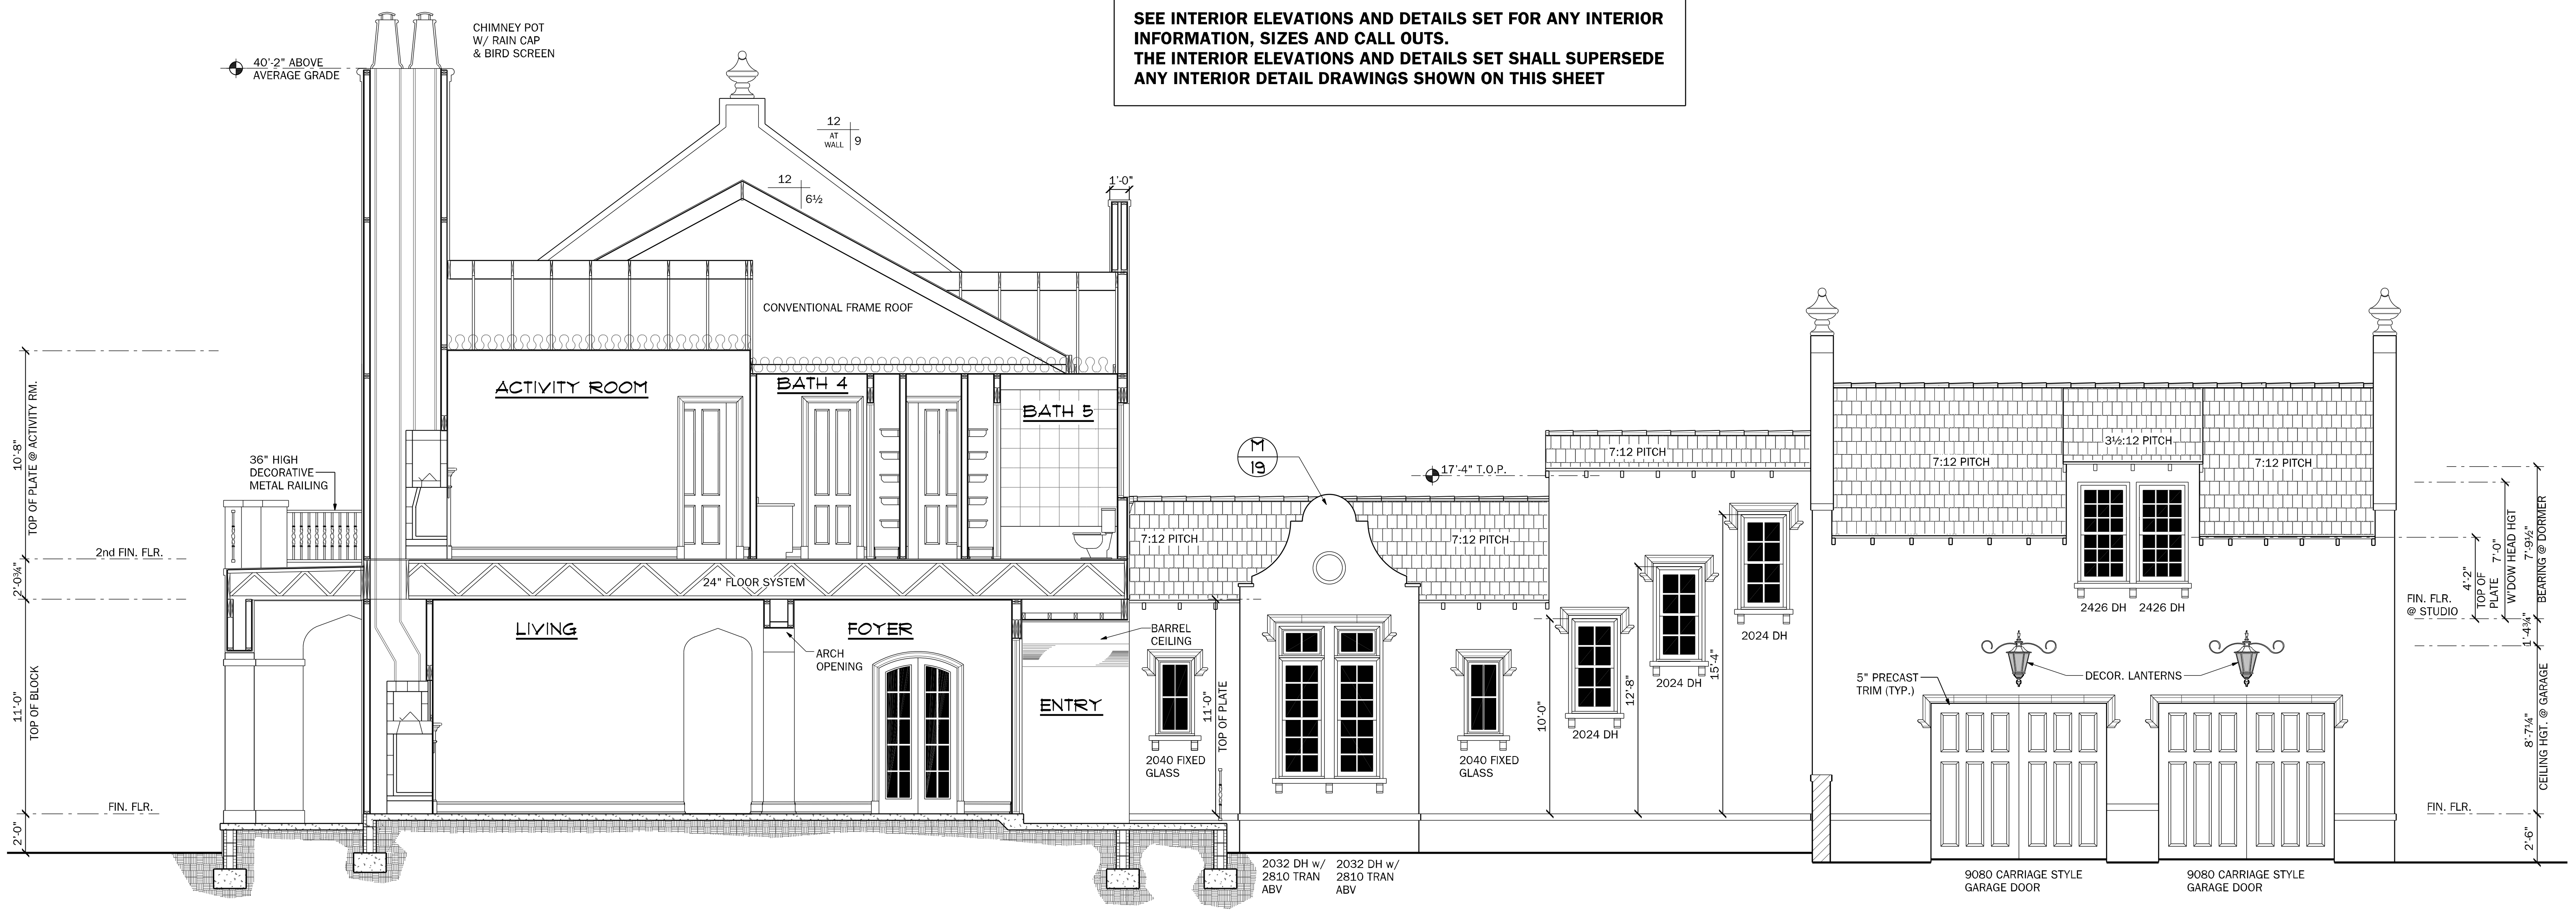 SEE INTERIOR ELEVATIONS AND DETAILS SET FOR ANY INTERIOR
INFORMATION, SIZES AND CALL OUTS.
THE INTERIOR ELEVATIONS AND DETAILS SET SHALL SUPERSEDE
ANY INTERIOR DETAIL DRAWINGS SHOWN ON THIS SHEET
CHIMNEY POT
W/ RAIN CAP
& BIRD SCREEN
40'-2" ABOVE
AVERAGE GRADE
12
AT
WALL
9
12
6½
1'-0"
CONVENTIONAL FRAME ROOF
10'-8"
TOP OF PLATE @ ACTIVITY RM.
36" HIGH
DECORATIVE
METAL RAILING
ACTIVITY ROOM
BATH 4
BATH 5
2nd FIN. FLR.
2'-0¾"
24" FLOOR SYSTEM
11'-0"
TOP OF BLOCK
LIVING
FOYER
ARCH
OPENING
BARREL
CEILING
ENTRY
FIN. FLR.
2'-0"
M
19
17'-4" T.O.P.
7:12 PITCH
7:12 PITCH
7:12 PITCH
2040 FIXED
GLASS
11'-0"
TOP OF PLATE
2032 DH w/
2810 TRAN
ABV
2032 DH w/
2810 TRAN
ABV
2040 FIXED
GLASS
10'-0"
2024 DH
12'-8"
2024 DH
15'-4"
2024 DH
7:12 PITCH
3½:12 PITCH
7:12 PITCH
2426 DH
2426 DH
DECOR. LANTERNS
5" PRECAST
TRIM (TYP.)
9080 CARRIAGE STYLE
GARAGE DOOR
9080 CARRIAGE STYLE
GARAGE DOOR
FIN. FLR.
@ STUDIO
4'-2"
TOP OF
PLATE
7'-0"
W'DOW HEAD HGT
7'-9½"
BEARING @ DORMER
1'-4¾"
8'-7¼"
CEILING HGT. @ GARAGE
FIN. FLR.
2'-6"